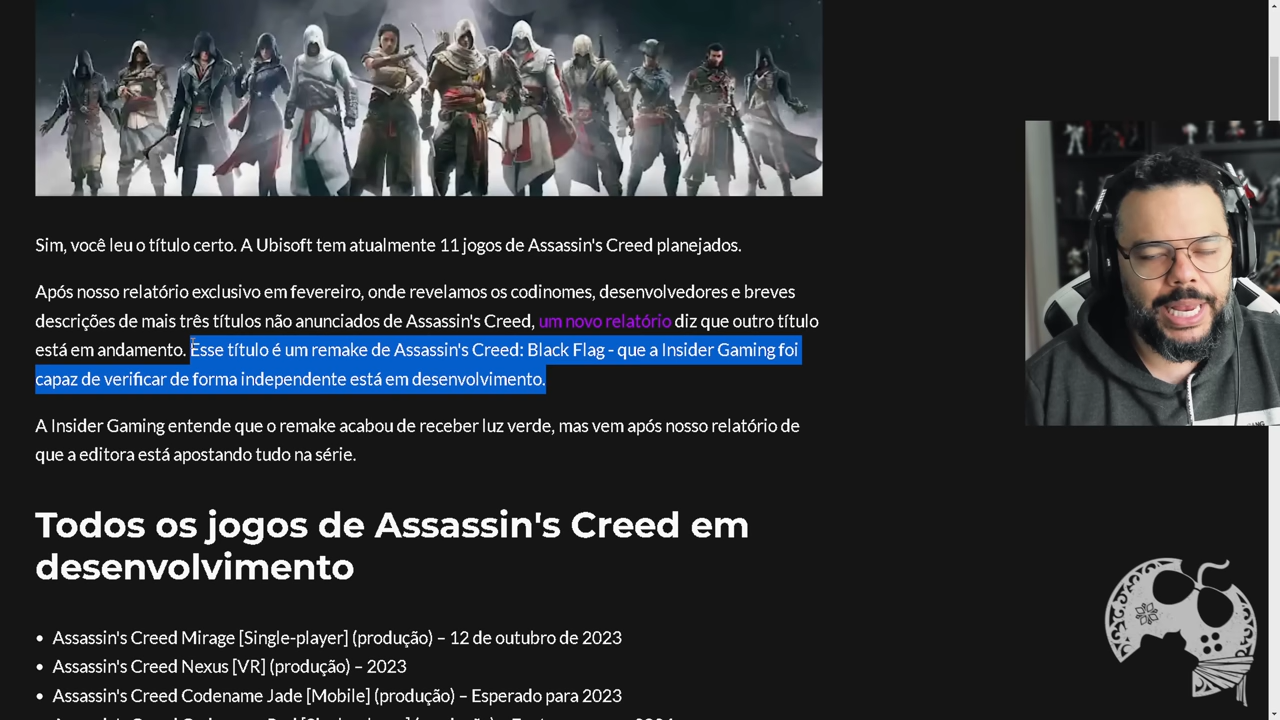 Sim, você leu o título certo. A Ubisoft tem atualmente 11 jogos de Assassin's Creed planejados.
Após nosso relatório exclusivo em fevereiro, onde revelamos os codinomes, desenvolvedores e breves
descrições de mais três títulos não anunciados de Assassin's Creed, um novo relatório diz que outro título
está em andamento. Esse título é um remake de Assassin's Creed: Black Flag - que a Insider Gaming foi
capaz de verificar de forma independente está em desenvolvimento.
A Insider Gaming entende que o remake acabou de receber luz verde, mas vem após nosso relatório de
que a editora está apostando tudo na série.
Todos os jogos de Assassin's Creed em
desenvolvimento
• Assassin's Creed Mirage [Single-player] (produção) – 12 de outubro de 2023
• Assassin's Creed Nexus [VR] (produção) – 2023
• Assassin's Creed Codename Jade [Mobile] (produção) – Esperado para 2023